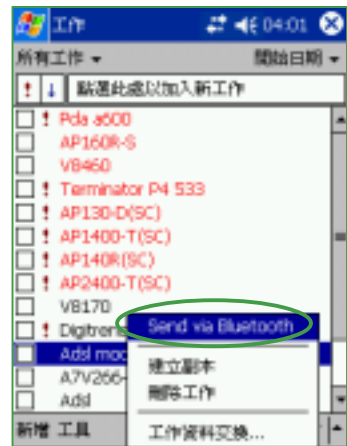 工作 04:01
所有工作 開始日期
! ↓ 點選此處以加入新工作
! Pda a600
AP160R-S
V8460
! Terminator P4 533
! AP130-D(SC)
! AP1400-T(SC)
! AP140R(SC)
! AP2400-T(SC)
V8170
! Digitrem
Send via Bluetooth
Adsl mod
建立副本
A7V266-
刪除工作
Adsl
新增 工具
工作資料交換...